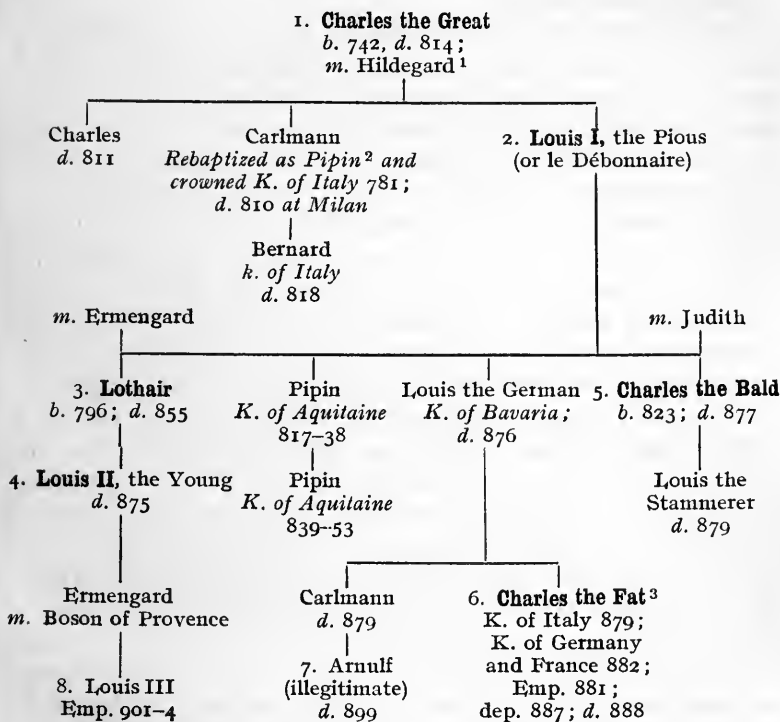 1. Charles the Great
b. 742, d. 814;
m. Hildegard ¹
Charles
d. 811
Carlmann
Rebaptized as Pipin ² and
crowned K. of Italy 781;
d. 810 at Milan
2. Louis I, the Pious
(or le Débonnaire)
Bernard
k. of Italy
d. 818
m. Ermengard
m. Judith
3. Lothair
b. 796; d. 855
Pipin
K. of Aquitaine
817–38
Louis the German
K. of Bavaria;
d. 876
5. Charles the Bald
b. 823; d. 877
4. Louis II, the Young
d. 875
Pipin
K. of Aquitaine
839–53
Louis the
Stammerer
d. 879
Ermengard
m. Boson of Provence
Carlmann
d. 879
6. Charles the Fat ³
K. of Italy 879;
K. of Germany
and France 882;
Emp. 881;
dep. 887; d. 888
8. Louis III
Emp. 901–4
7. Arnulf
(illegitimate)
d. 899